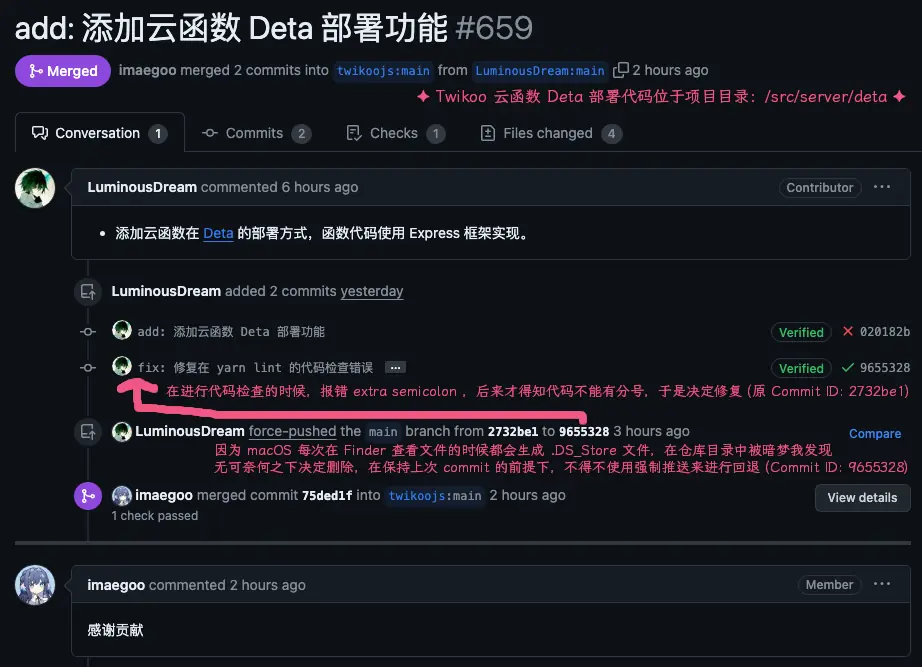 add: 添加云函数 Deta 部署功能 #659
Merged imaegoo merged 2 commits into twikoojs:main from LuminousDream:main 2 hours ago
✦ Twikoo 云函数 Deta 部署代码位于项目目录：/src/server/deta ✦
Conversation 1 Commits 2 Checks 1 Files changed 4
LuminousDream commented 6 hours ago Contributor ...
• 添加云函数在 Deta 的部署方式，函数代码使用 Express 框架实现。
LuminousDream added 2 commits yesterday
add: 添加云函数 Deta 部署功能 Verified × 020182b
fix: 修复在 yarn lint 的代码检查错误 ... Verified ✓ 9655328
在进行代码检查的时候，报错 extra semicolon ，后来才得知代码不能有分号，于是决定修复 (原 Commit ID: 2732be1)
LuminousDream force-pushed the main branch from 2732be1 to 9655328 3 hours ago Compare
因为 macOS 每次在 Finder 查看文件的时候都会生成 .DS_Store 文件，在仓库目录中被暗梦我发现
无可奈何之下决定删除，在保持上次 commit 的前提下，不得不使用强制推送来进行回退 (Commit ID: 9655328)
imaegoo merged commit 75ded1f into twikoojs:main 2 hours ago View details
1 check passed
imaegoo commented 2 hours ago Member ...
感谢贡献